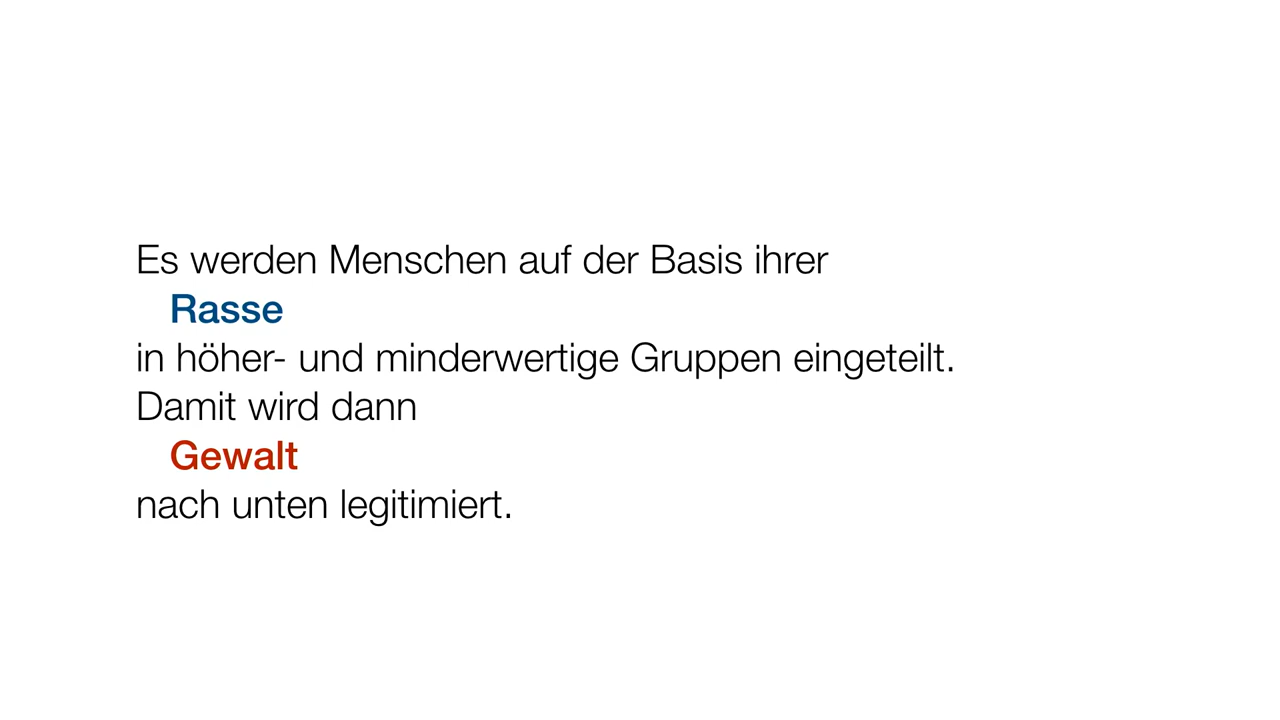 Es werden Menschen auf der Basis ihrer
Rasse
in höher- und minderwertige Gruppen eingeteilt.
Damit wird dann
Gewalt
nach unten legitimiert.